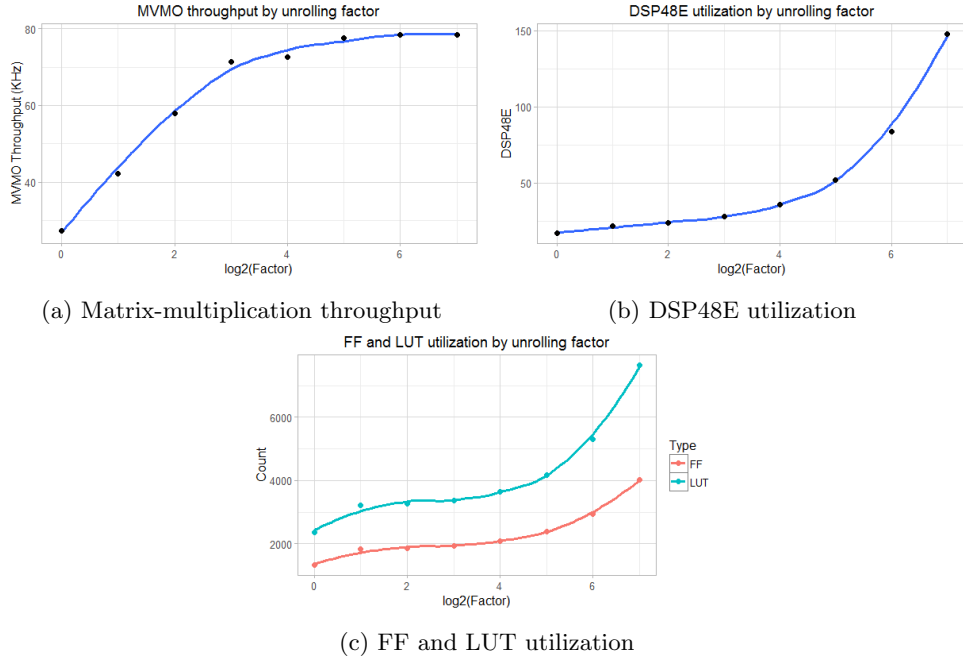 MVMO throughput by unrolling factor
MVMO Throughput (KHz)
80
60
40
0 2 4 6
log2(Factor)
(a) Matrix-multiplication throughput
DSP48E utilization by unrolling factor
DSP48E
150
100
50
0 2 4 6
log2(Factor)
(b) DSP48E utilization
FF and LUT utilization by unrolling factor
Count
6000
4000
2000
0 2 4 6
log2(Factor)
Type
FF
LUT
(c) FF and LUT utilization